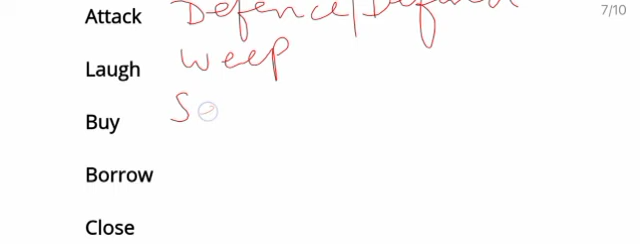 Attack Defence/Defend 7/10
Laugh Weep
Buy S
Borrow
Close